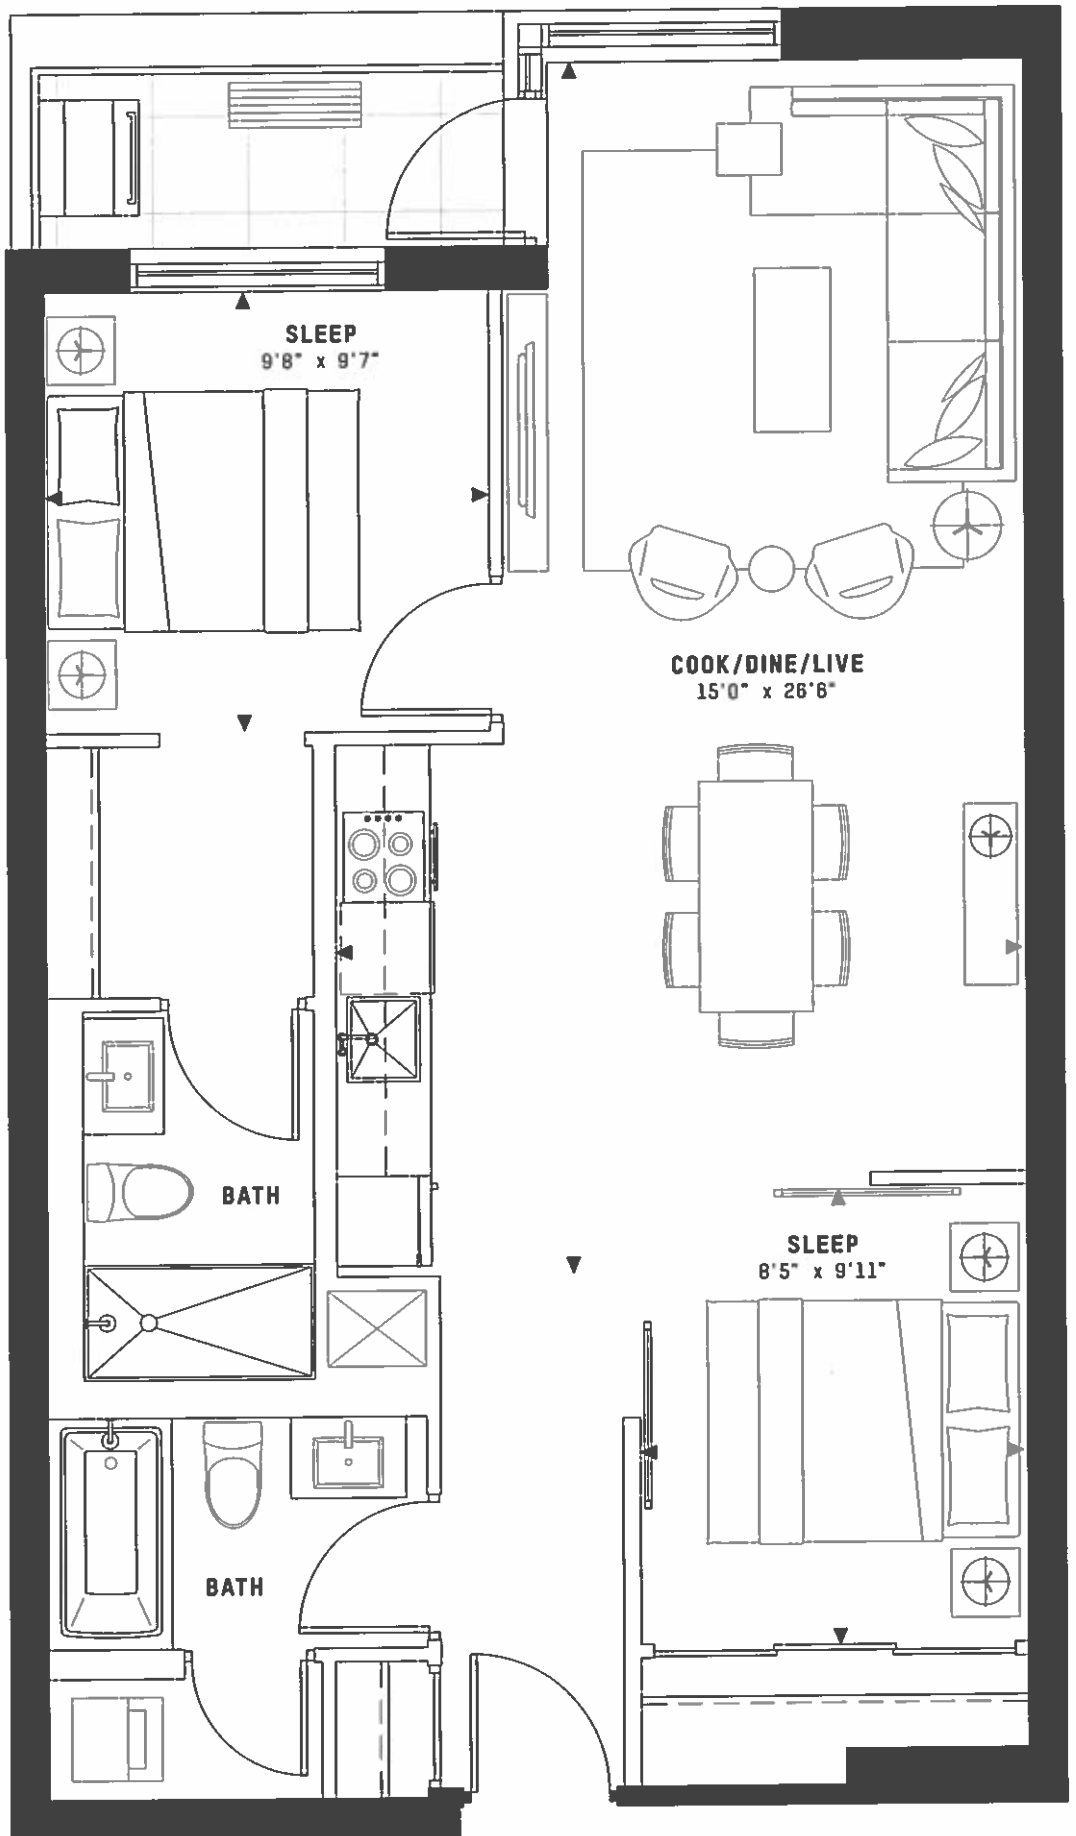 SLEEP
9'8" x 9'7"
COOK/DINE/LIVE
15'0" x 26'6"
BATH
SLEEP
8'5" x 9'11"
BATH